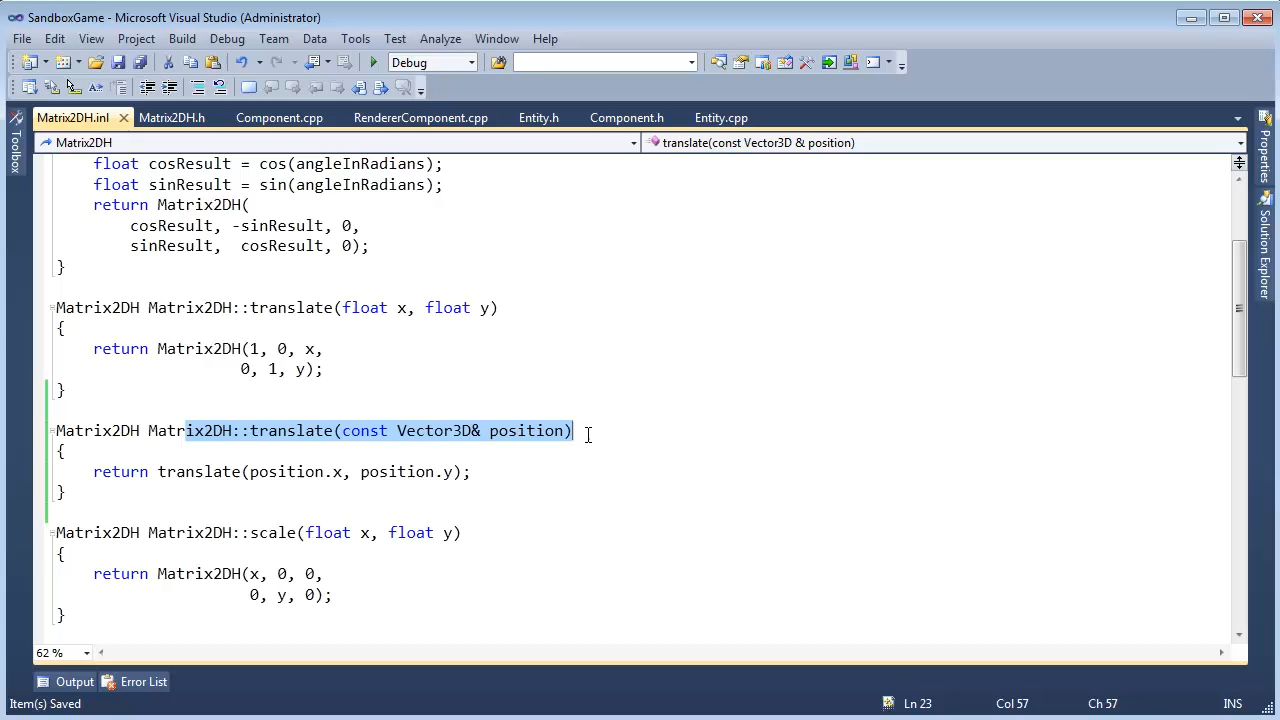 SandboxGame - Microsoft Visual Studio (Administrator)
File Edit View Project Build Debug Team Data Tools Test Analyze Window Help
Debug
Matrix2DH.inl Matrix2DH.h Component.cpp RendererComponent.cpp Entity.h Component.h Entity.cpp
Matrix2DH translate(const Vector3D & position)
float cosResult = cos(angleInRadians);
float sinResult = sin(angleInRadians);
return Matrix2DH(
cosResult, -sinResult, 0,
sinResult, cosResult, 0);
}
Matrix2DH Matrix2DH::translate(float x, float y)
{
return Matrix2DH(1, 0, x,
0, 1, y);
}
Matrix2DH Matrix2DH::translate(const Vector3D& position)
{
return translate(position.x, position.y);
}
Matrix2DH Matrix2DH::scale(float x, float y)
{
return Matrix2DH(x, 0, 0,
0, y, 0);
}
62 %
Output Error List
Item(s) Saved Ln 23 Col 57 Ch 57 INS
Toolbox
Properties
Solution Explorer